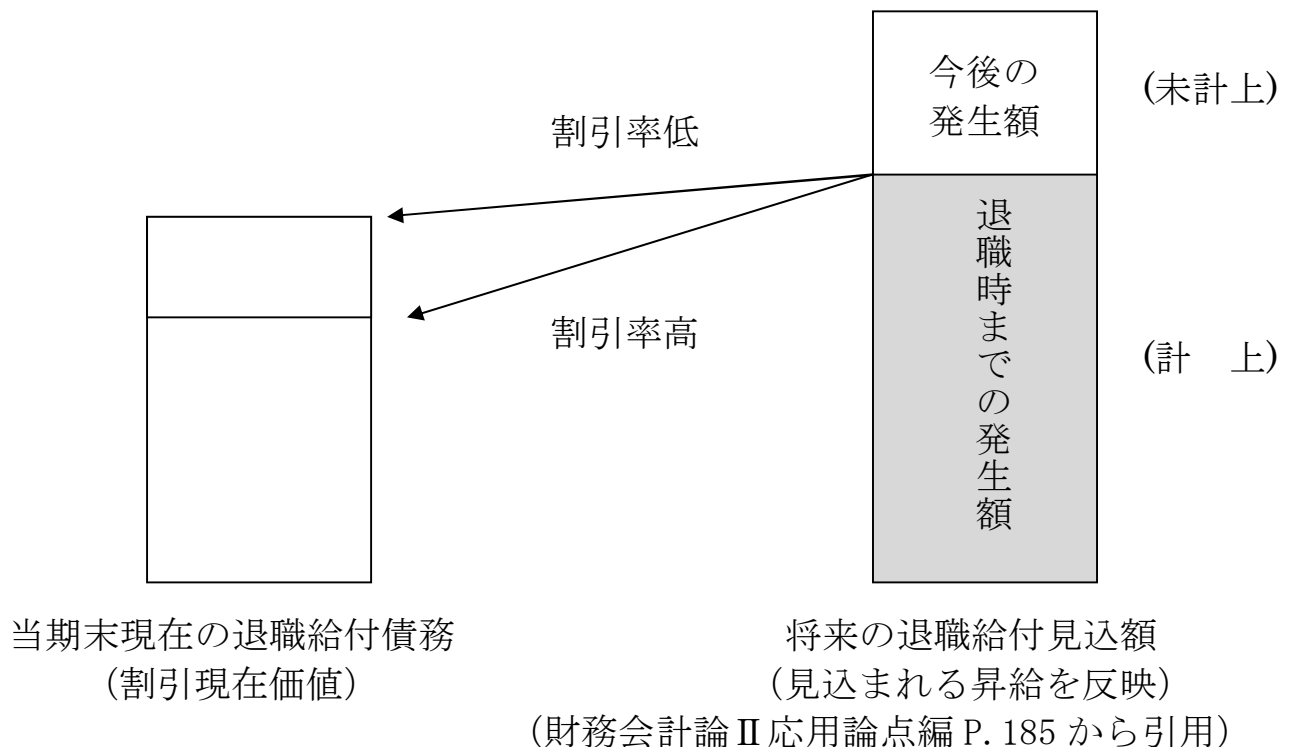 今後の
発生額
(未計上)
割引率低
割引率高
退職時までの発生額
(計　上)
当期末現在の退職給付債務
（割引現在価値）
将来の退職給付見込額
（見込まれる昇給を反映）
（財務会計論Ⅱ応用論点編 P. 185 から引用）